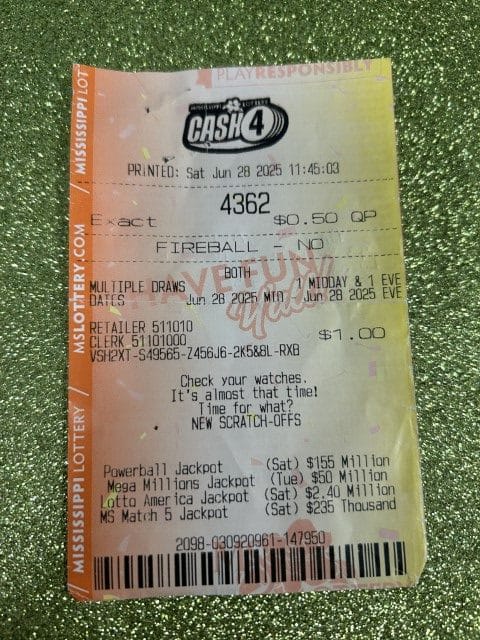 PLAY RESPONSIBLY
MISSISSIPPI LOTTERY
CASH 4
PRINTED: Sat Jun 28 2025 11:45:03
4362
Exact $0.50 QP
FIREBALL - NO
BOTH
MULTIPLE DRAWS 1 MIDDAY & 1 EVE
DATES Jun 28 2025 MID - Jun 28 2025 EVE
HAVE FUN
RETAILER 511010
CLERK 51101000 $1.00
VSH2XT-S49565-Z456J6-2K5&8L-RXB
Check your watches.
It's almost that time!
Time for what?
NEW SCRATCH-OFFS
Powerball Jackpot (Sat) $155 Million
Mega Millions Jackpot (Tue) $50 Million
Lotto America Jackpot (Sat) $2.40 Million
MS Match 5 Jackpot (Sat) $235 Thousand
2098-030920961-147950
MISSISSIPPI LOTTERY / MSLOTTERY.COM / MISSISSIPPI LOT